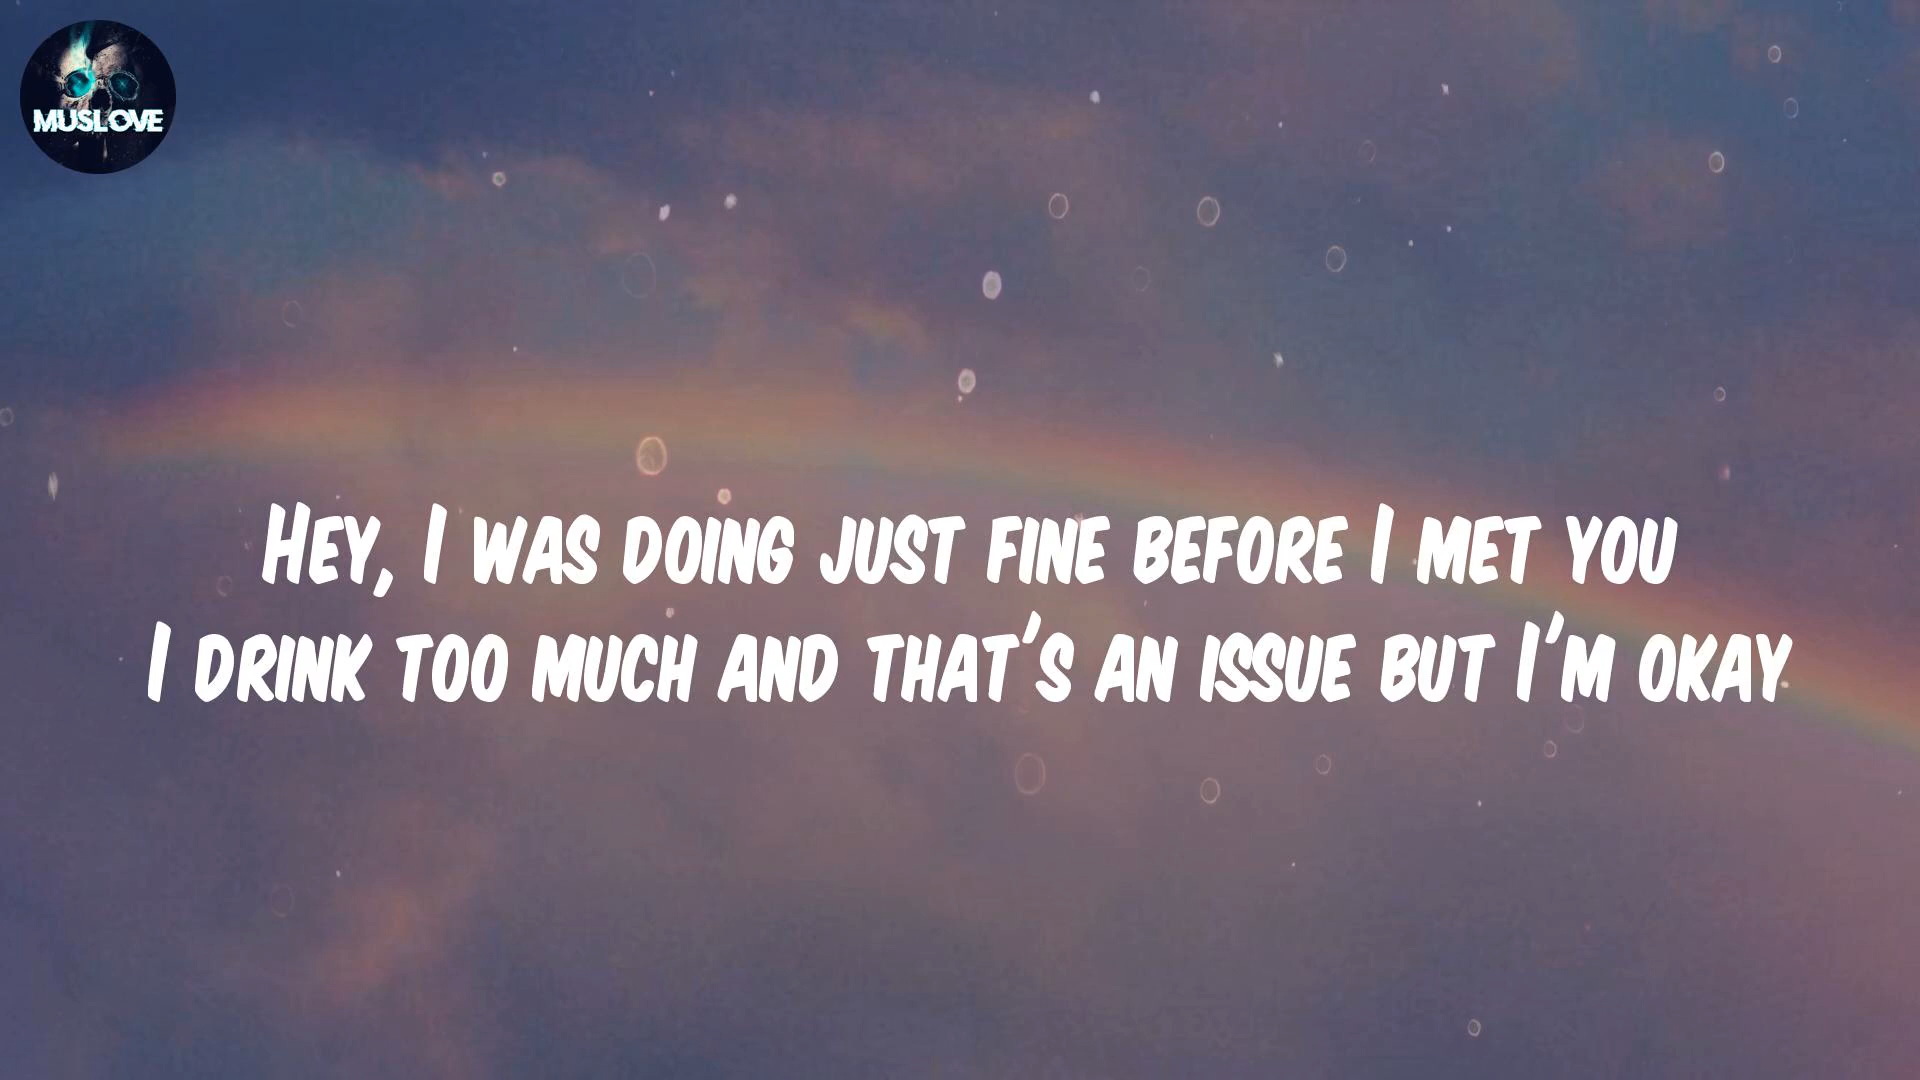 MUSLOVE
Hey, I was doing just fine before I met you
I drink too much and that's an issue but I'm okay